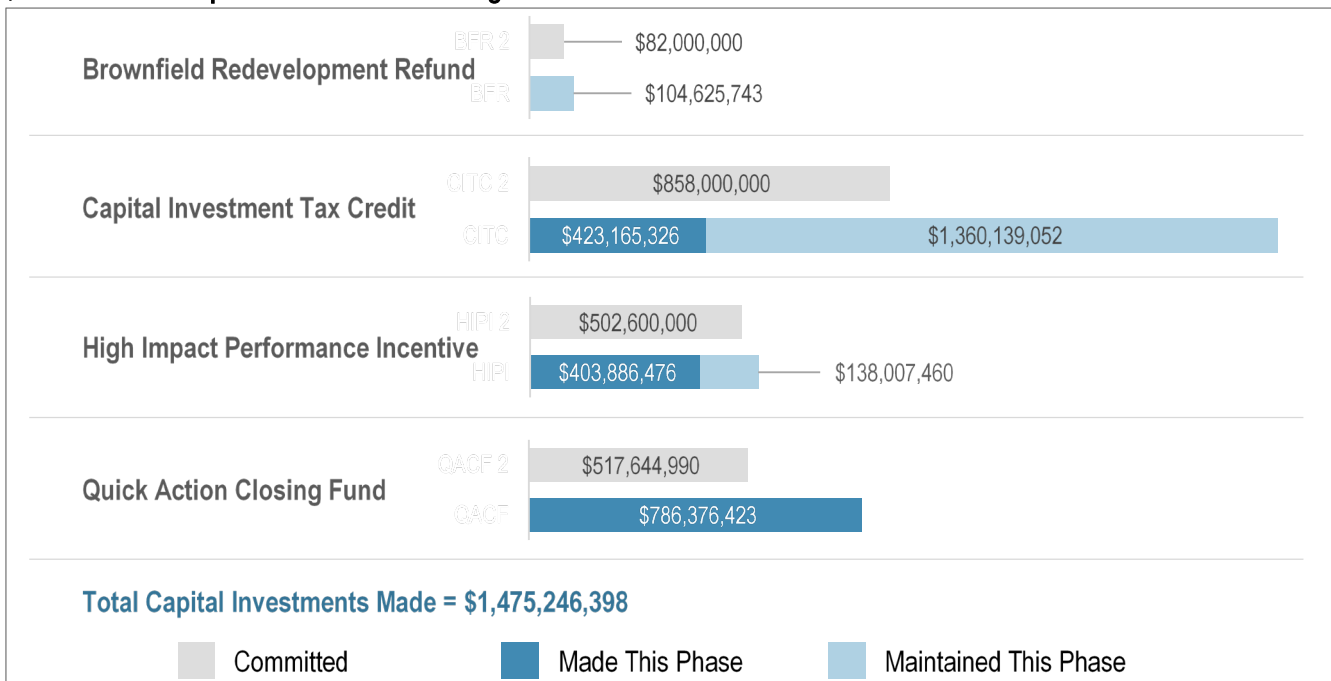 BFR 2
$82,000,000
Brownfield Redevelopment Refund
BFR
$104,625,743
CITC 2
$858,000,000
Capital Investment Tax Credit
CITC
$423,165,326
$1,360,139,052
HIPI 2
$502,600,000
High Impact Performance Incentive
HIPI
$403,886,476
$138,007,460
QACF 2
$517,644,990
Quick Action Closing Fund
QACF
$786,376,423
Total Capital Investments Made = $1,475,246,398
Committed
Made This Phase
Maintained This Phase